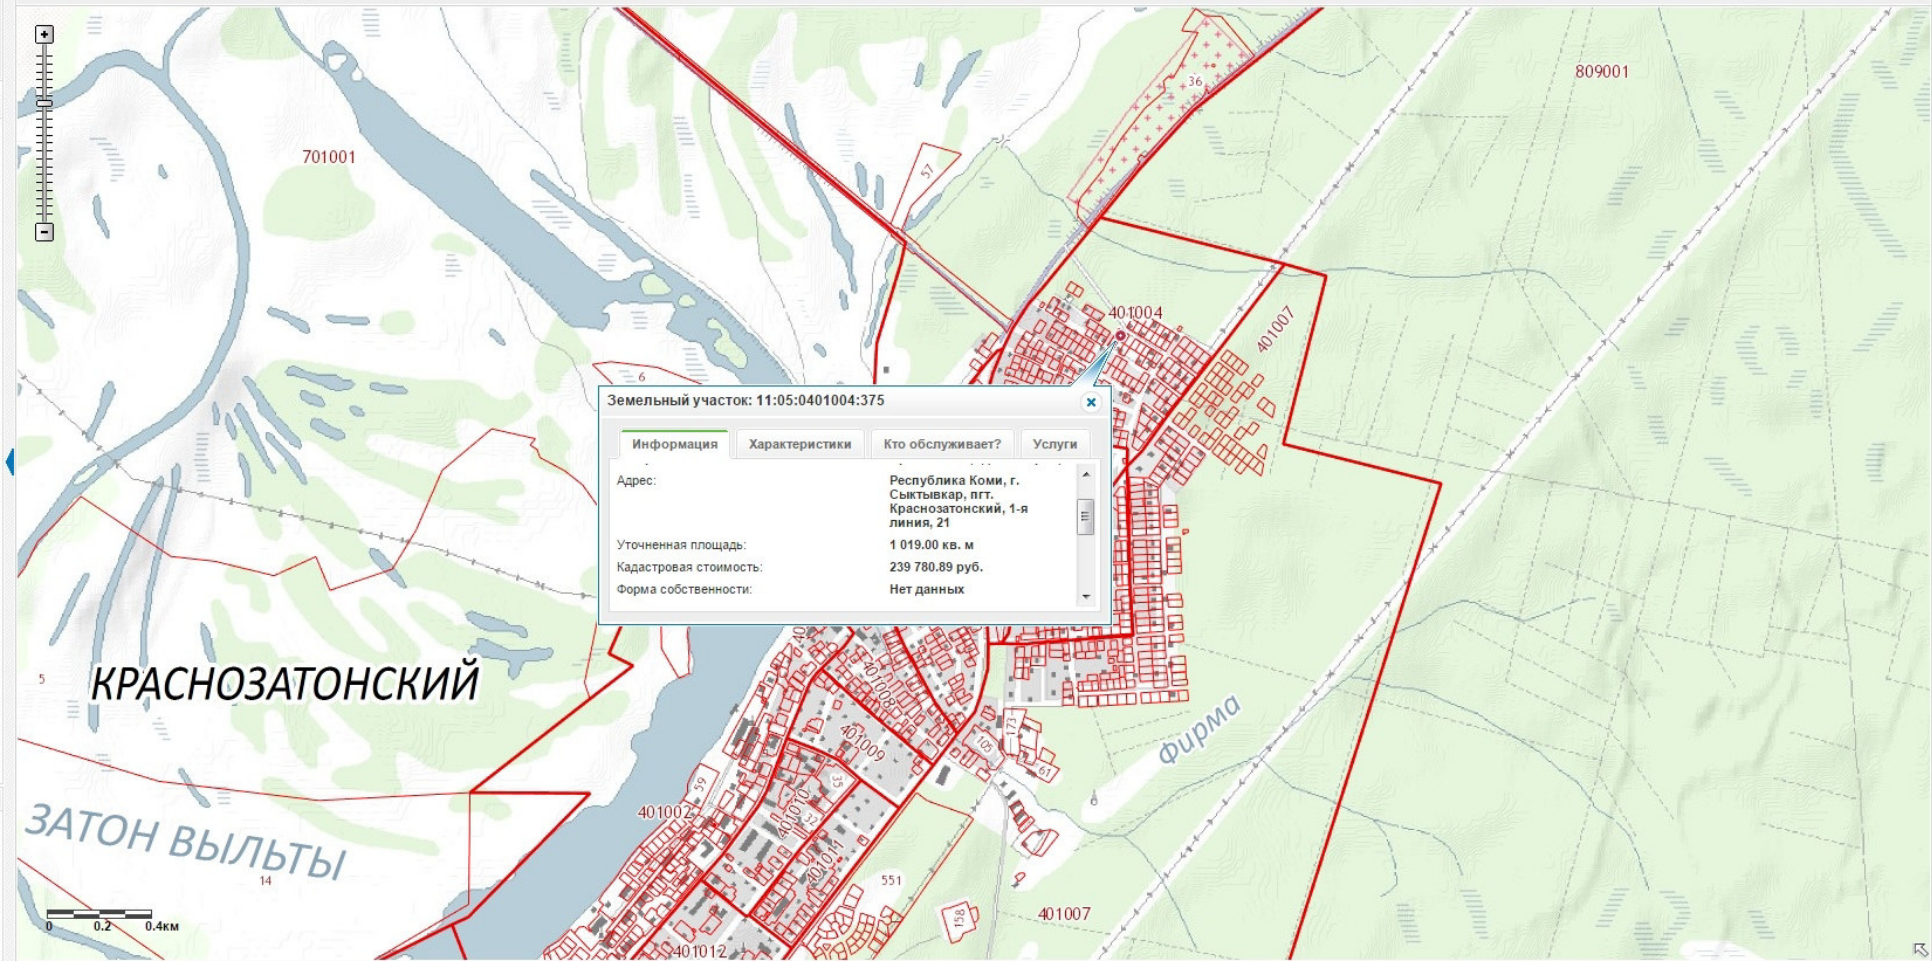 809001
36
701001
57
401004
401007
6
Земельный участок: 11:05:0401004:375
Информация
Характеристики
Кто обслуживает?
Услуги
Адрес:
Республика Коми, г.
Сыктывкар, пгт.
Краснозатонский, 1-я
линия, 21
Уточненная площадь:
1 019.00 кв. м
Кадастровая стоимость:
239 780.89 руб.
Форма собственности:
Нет данных
5
КРАСНОЗАТОНСКИЙ
401008
173
Фирма
401009
105
61
59
35
401002
401010
32
ЗАТОН ВЫЛЬТЫ
401011
14
551
158
401007
0 0.2 0.4км
401012